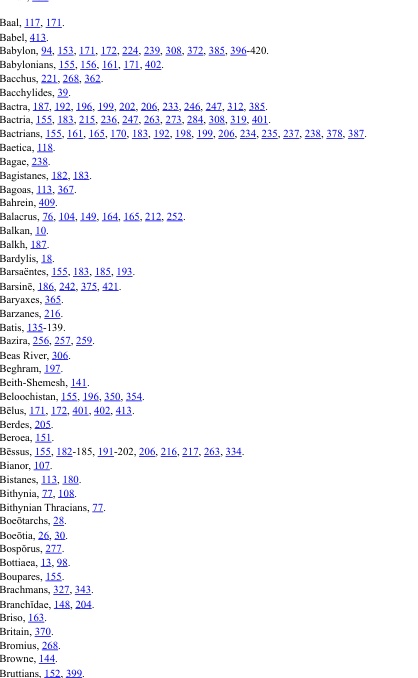 Baal, 117, 171.
Babel, 413.
Babylon, 94, 153, 171, 172, 224, 239, 308, 372, 385, 396-420.
Babylonians, 155, 156, 161, 171, 402.
Bacchus, 221, 268, 362.
Bacchylides, 39.
Bactra, 187, 192, 196, 199, 202, 206, 233, 246, 247, 312, 385.
Bactria, 155, 183, 215, 236, 247, 263, 273, 284, 308, 319, 401.
Bactrians, 155, 161, 165, 170, 183, 192, 198, 199, 206, 234, 235, 237, 238, 378, 387.
Baetica, 118.
Bagae, 238.
Bagistanes, 182, 183.
Bagoas, 113, 367.
Bahrein, 409.
Balacrus, 76, 104, 149, 164, 165, 212, 252.
Balkan, 10.
Balkh, 187.
Bardylis, 18.
Barsaëntes, 155, 183, 185, 193.
Barsinê, 186, 242, 375, 421.
Baryaxes, 365.
Barzanes, 216.
Batis, 135-139.
Bazira, 256, 257, 259.
Beas River, 306.
Beghram, 197.
Beith-Shemesh, 141.
Beloochistan, 155, 196, 350, 354.
Bēlus, 171, 172, 401, 402, 413.
Berdes, 205.
Beroea, 151.
Bēssus, 155, 182-185, 191-202, 206, 216, 217, 263, 334.
Bianor, 107.
Bistanes, 113, 180.
Bithynia, 77, 108.
Bithynian Thracians, 77.
Boeōtarchs, 28.
Boeōtia, 26, 30.
Bospŏrus, 277.
Bottiaea, 13, 98.
Boupares, 155.
Brachmans, 327, 343.
Branchĭdae, 148, 204.
Briso, 163.
Britain, 370.
Bromius, 268.
Browne, 144.
Bruttians, 152, 399.